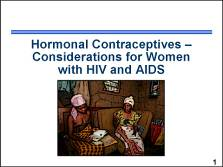 Hormonal Contraceptives –
Considerations for Women
with HIV and AIDS
1